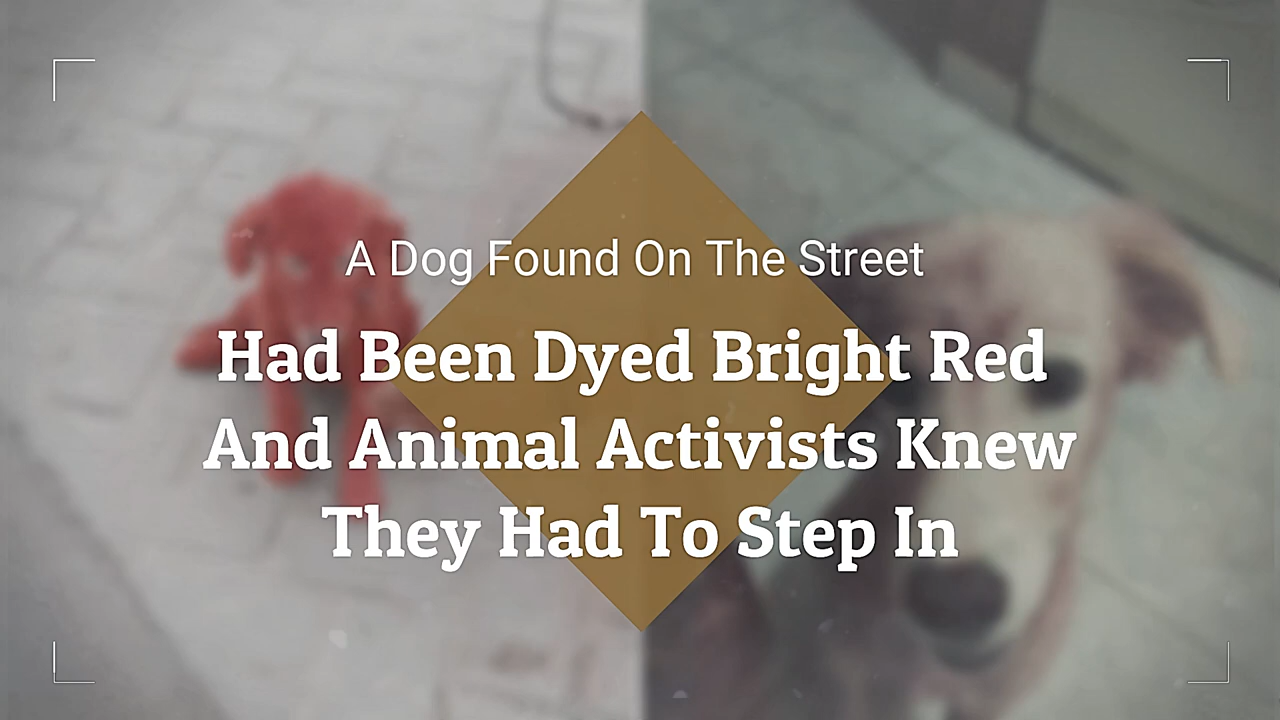 A Dog Found On The Street
Had Been Dyed Bright Red
And Animal Activists Knew
They Had To Step In